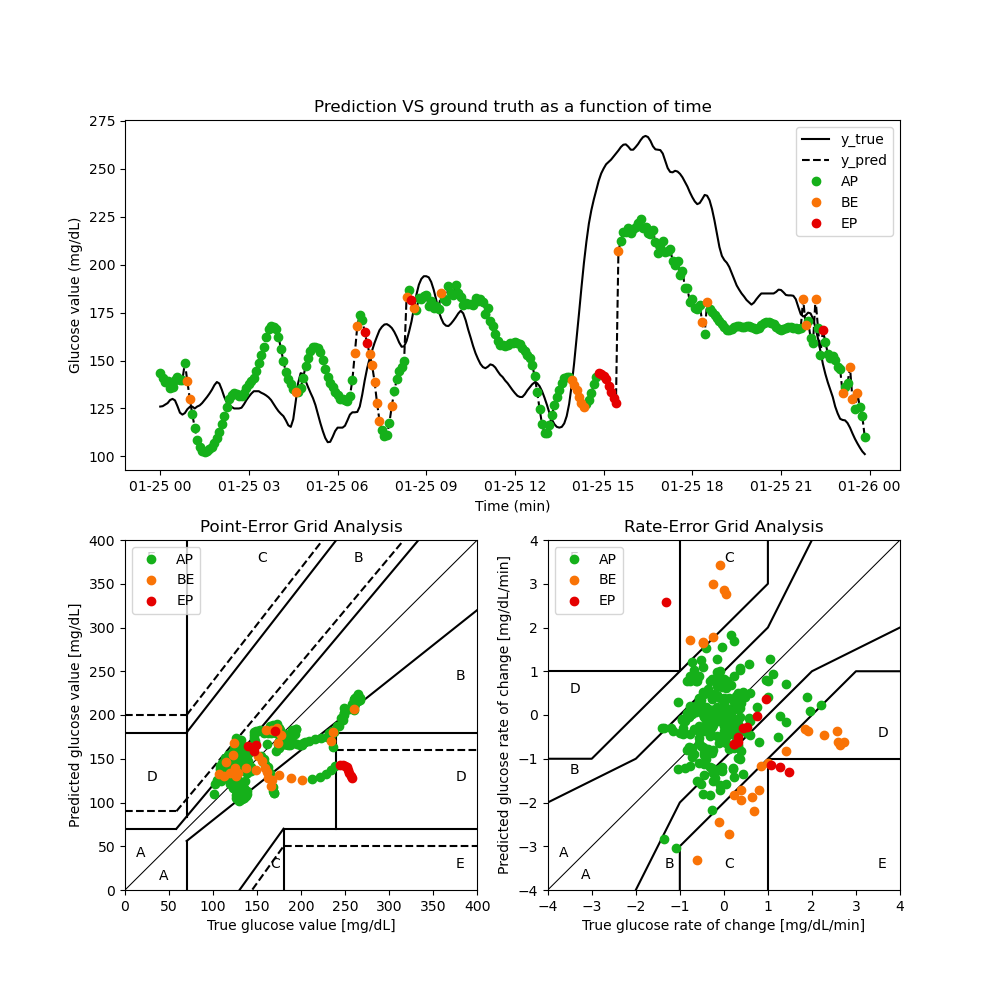 Prediction VS ground truth as a function of time
Glucose value (mg/dL)
275
250
225
200
175
150
125
100
y_true
y_pred
AP
BE
EP
01-25 00 01-25 03 01-25 06 01-25 09 01-25 12 01-25 15 01-25 18 01-25 21 01-26 00
Time (min)
Point-Error Grid Analysis
Predicted glucose value [mg/dL]
400
350
300
250
200
150
100
50
0
AP
BE
EP
C
B
B
D
D
A
A
C
E
0 50 100 150 200 250 300 350 400
True glucose value [mg/dL]
Rate-Error Grid Analysis
Predicted glucose rate of change [mg/dL/min]
4
3
2
1
0
−1
−2
−3
−4
AP
BE
EP
C
D
D
B
A
A
B
C
E
−4 −3 −2 −1 0 1 2 3 4
True glucose rate of change [mg/dL/min]